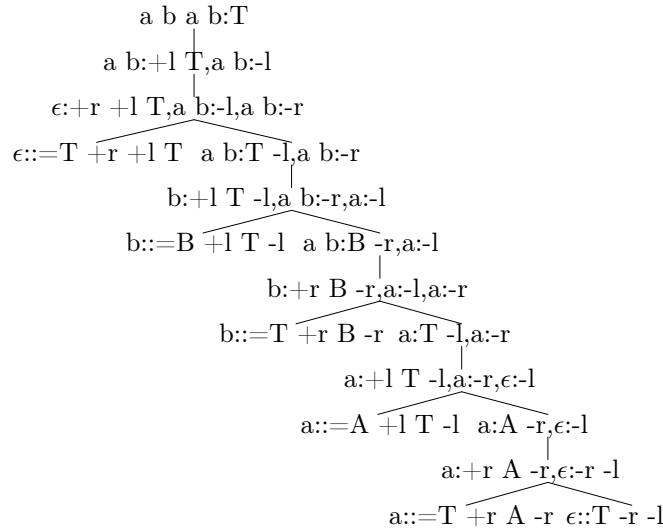 a b a b:T
a b:+l T,a b:-l
ϵ:+r +l T,a b:-l,a b:-r
ϵ::=T +r +l T a b:T -l,a b:-r
b:+l T -l,a b:-r,a:-l
b::=B +l T -l a b:B -r,a:-l
b:+r B -r,a:-l,a:-r
b::=T +r B -r a:T -l,a:-r
a:+l T -l,a:-r,ϵ:-l
a::=A +l T -l a:A -r,ϵ:-l
a:+r A -r,ϵ:-r -l
a::=T +r A -r ϵ::T -r -l